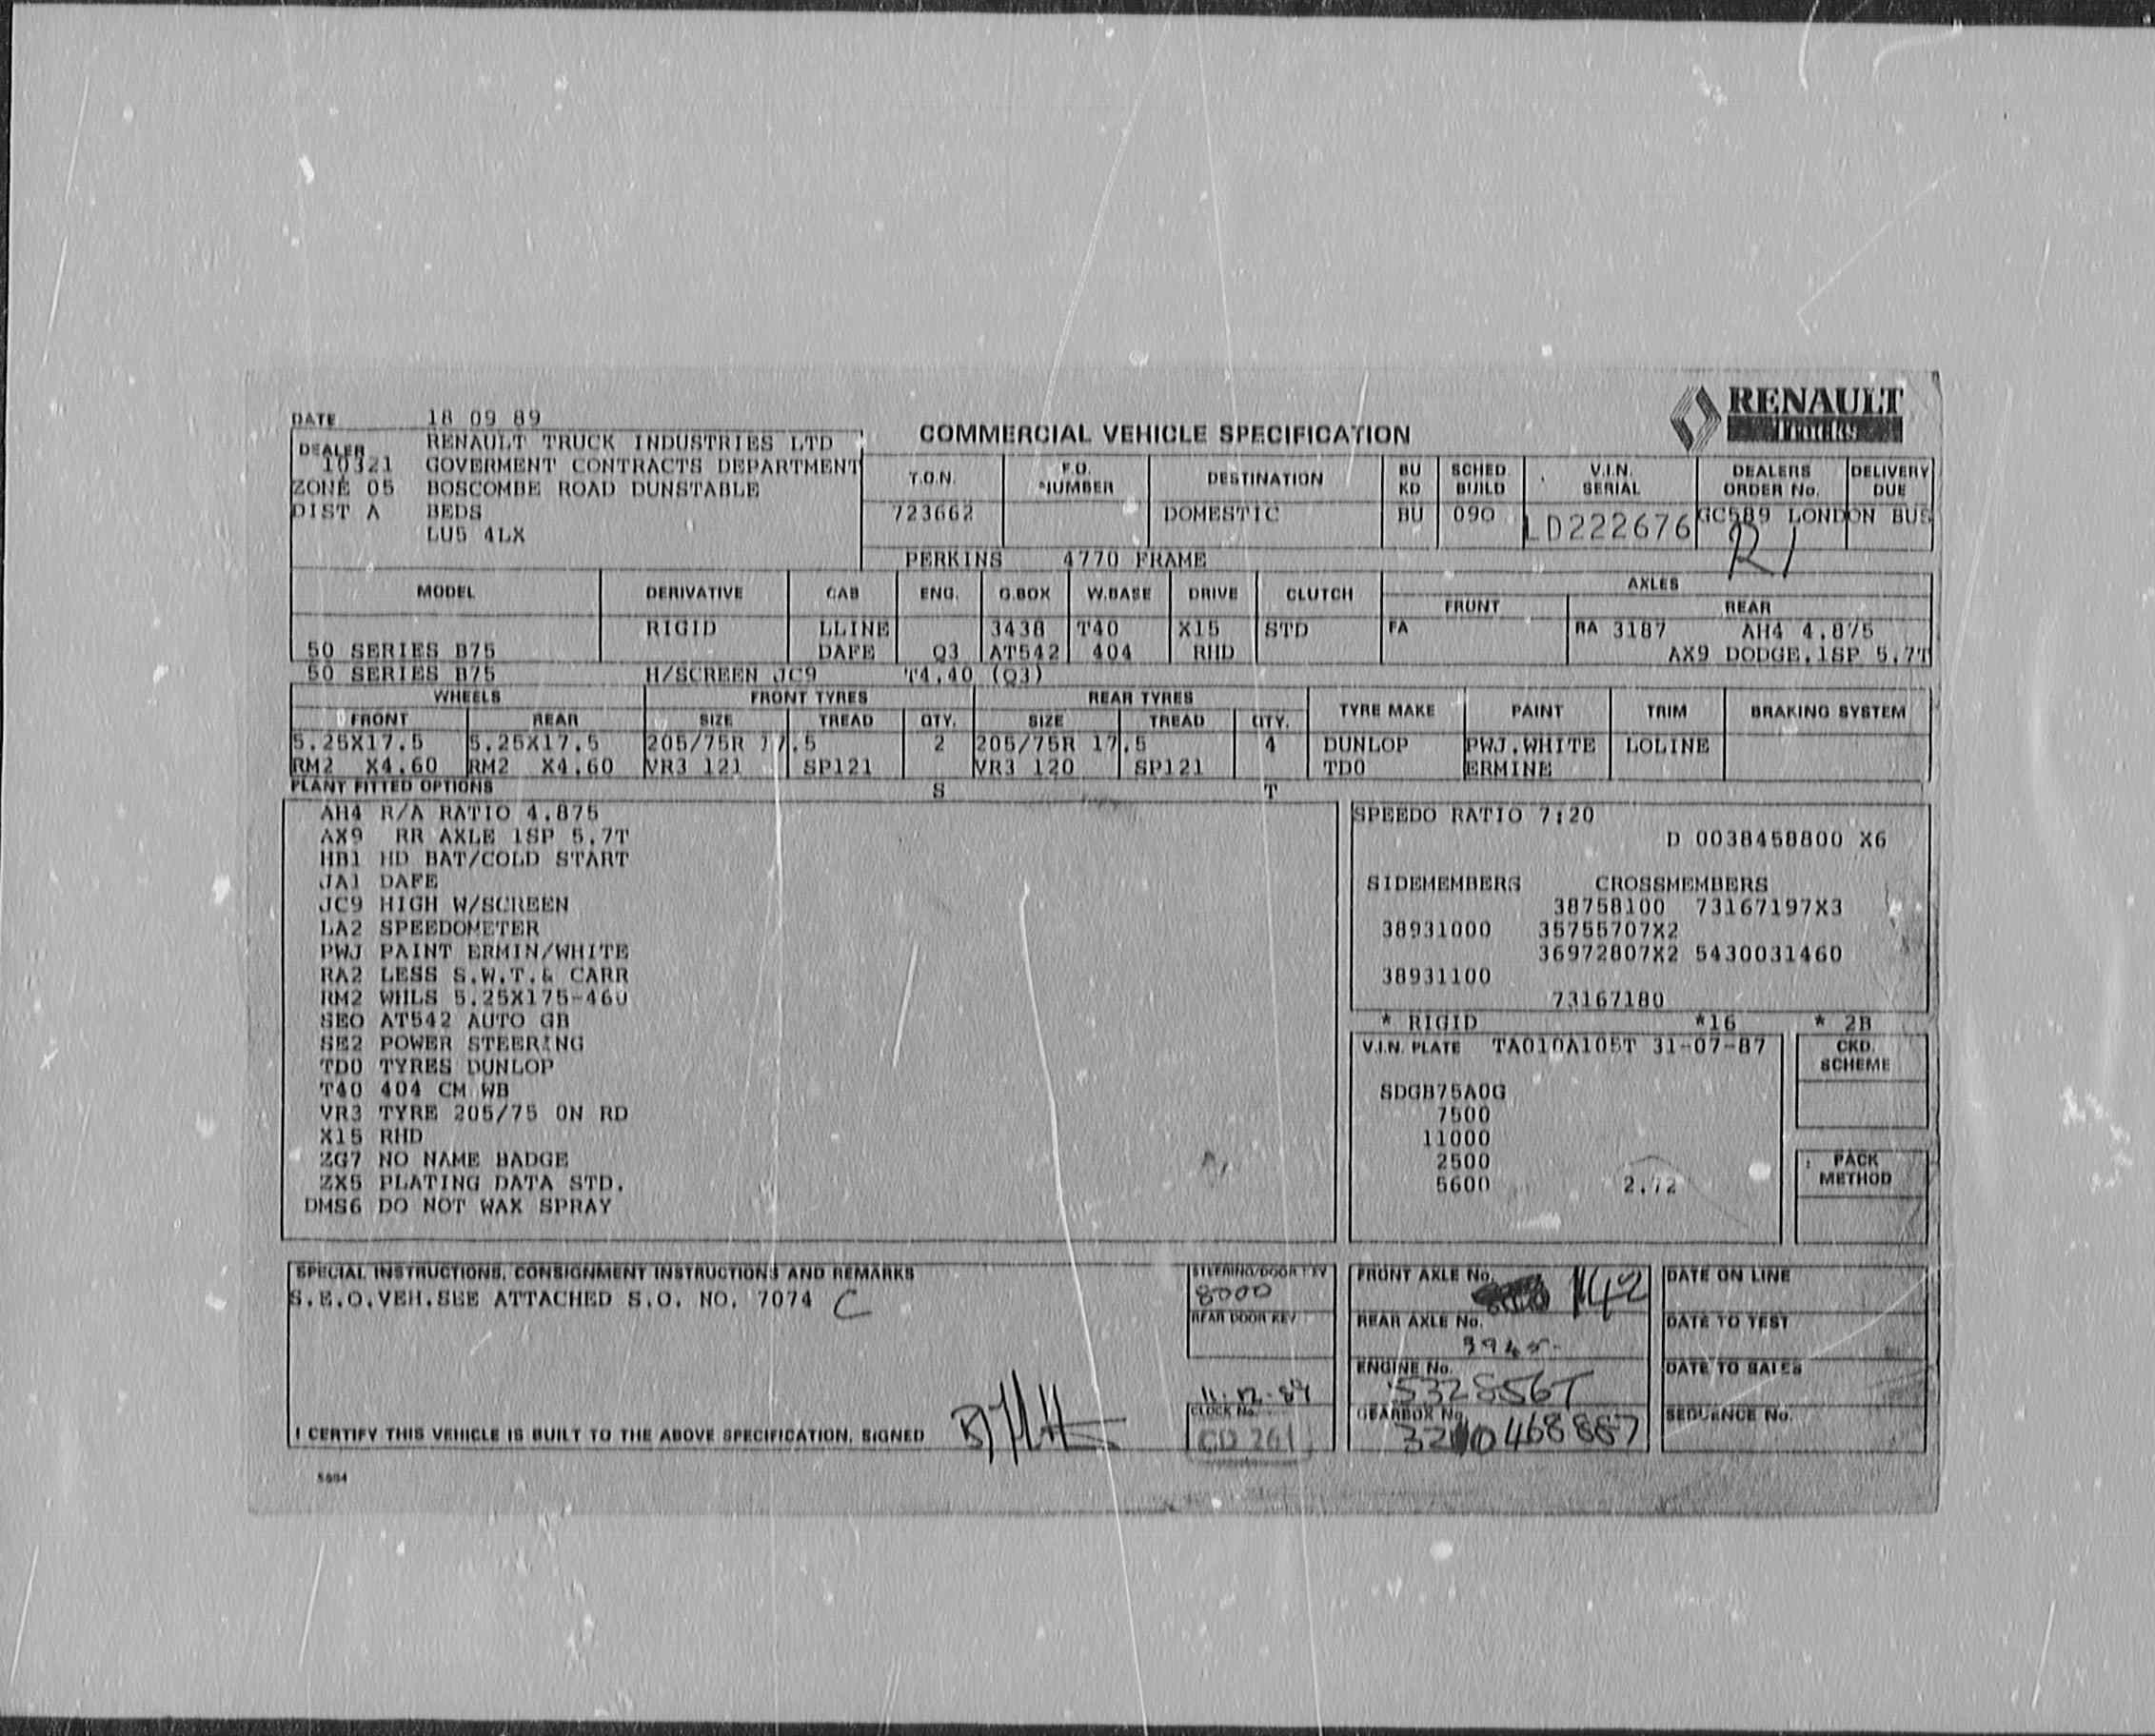 DATE 18 09 89
RENAULT Trucks
COMMERCIAL VEHICLE SPECIFICATION
DEALER RENAULT TRUCK INDUSTRIES LTD
10321 GOVERMENT CONTRACTS DEPARTMENT
ZONE 05 BOSCOMBE ROAD DUNSTABLE
DIST A BEDS
LU5 4LX
T.O.N. F.O. NUMBER DESTINATION BU KD SCHED BUILD V.I.N. SERIAL DEALERS ORDER No. DELIVERY DUE
723662 DOMESTIC BU 090 LD222676 GC589 LONDON BUS
R1
PERKINS 4770 FRAME
MODEL DERIVATIVE CAB ENG. G.BOX W.BASE DRIVE CLUTCH AXLES
FRONT REAR
RIGID LLINE 3438 T40 X15 STD FA RA 3187 AH4 4.875
50 SERIES B75 DAFE Q3 AT542 404 RHD AX9 DODGE.1SP 5.7T
50 SERIES B75 H/SCREEN JC9 T4.40 (Q3)
WHEELS FRONT TYRES REAR TYRES TYRE MAKE PAINT TRIM BRAKING SYSTEM
FRONT REAR SIZE TREAD QTY. SIZE TREAD QTY.
5.25X17.5 5.25X17.5 205/75R 17.5 2 205/75R 17.5 4 DUNLOP PWJ.WHITE LOLINE
RM2 X4.60 RM2 X4.60 VR3 121 SP121 VR3 120 SP121 TD0 ERMINE
PLANT FITTED OPTIONS S T
AH4 R/A RATIO 4.875
AX9 RR AXLE 1SP 5.7T
HB1 HD BAT/COLD START
JA1 DAFE
JC9 HIGH W/SCREEN
LA2 SPEEDOMETER
PWJ PAINT ERMIN/WHITE
RA2 LESS S.W.T.& CARR
RM2 WHLS 5.25X175-460
SEO AT542 AUTO GB
SE2 POWER STEERING
TD0 TYRES DUNLOP
T40 404 CM WB
VR3 TYRE 205/75 ON RD
X15 RHD
ZG7 NO NAME BADGE
ZX5 PLATING DATA STD.
DMS6 DO NOT WAX SPRAY
SPEEDO RATIO 7:20
D 0038458800 X6
SIDEMEMBERS CROSSMEMBERS
38758100 73167197X3
38931000 35755707X2
36972807X2 5430031460
38931100
73167180
* RIGID *16 * 2B
V.I.N. PLATE TA010A105T 31-07-87
SDGB75A0G
7500
11000
2500
5600 2.72
CKD. SCHEME
PACK METHOD
SPECIAL INSTRUCTIONS, CONSIGNMENT INSTRUCTIONS AND REMARKS
S.E.O.VEH.SEE ATTACHED S.O. NO. 7074 C
I CERTIFY THIS VEHICLE IS BUILT TO THE ABOVE SPECIFICATION. SIGNED
STEERING/DOOR KEY
8000
REAR DOOR KEY
11.12.89
CLOCK No.
CD 261
FRONT AXLE No. 142
REAR AXLE No.
ENGINE No.
532856T
GEARBOX No.
3210468887
DATE ON LINE
DATE TO TEST
DATE TO SALES
SEQUENCE No.